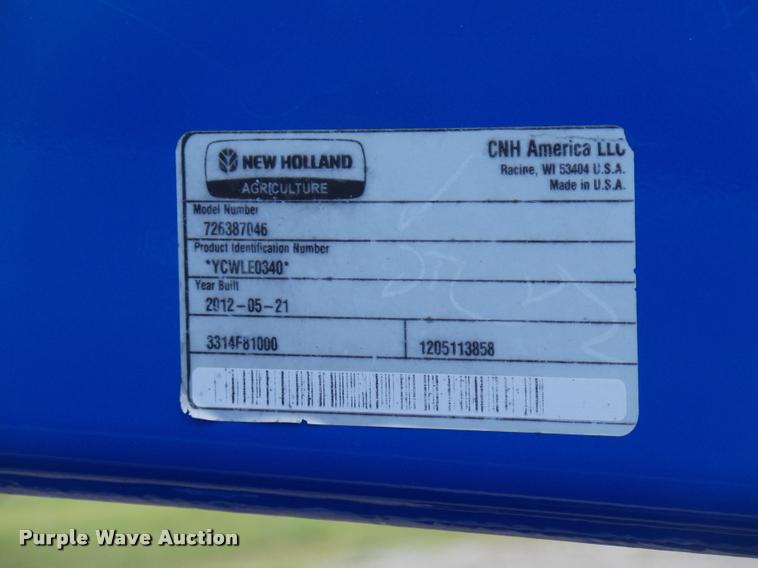 NEW HOLLAND
AGRICULTURE
CNH America LLC
Racine, WI 53404 U.S.A.
Made in U.S.A.
Model Number
726387046
Product Identification Number
*YCWLE0340*
Year Built
2012-05-21
3314F81000 1205113858
Purple Wave Auction